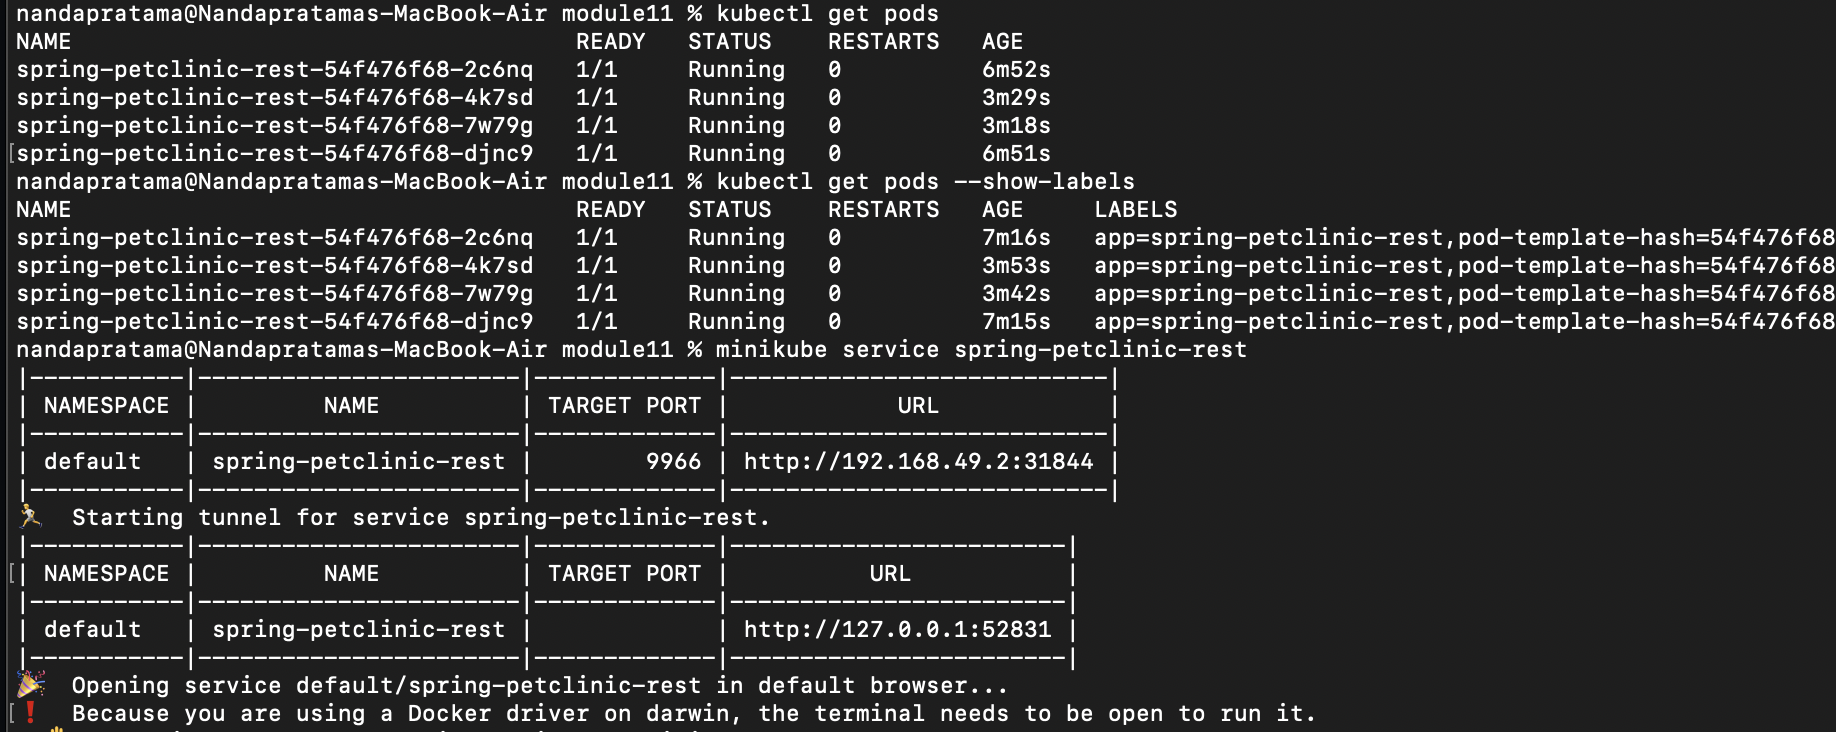 nandapratama@Nandapratamas-MacBook-Air module11 % kubectl get pods
NAME                                    READY   STATUS    RESTARTS   AGE
spring-petclinic-rest-54f476f68-2c6nq   1/1     Running   0          6m52s
spring-petclinic-rest-54f476f68-4k7sd   1/1     Running   0          3m29s
spring-petclinic-rest-54f476f68-7w79g   1/1     Running   0          3m18s
[spring-petclinic-rest-54f476f68-djnc9   1/1     Running   0          6m51s
nandapratama@Nandapratamas-MacBook-Air module11 % kubectl get pods --show-labels
NAME                                    READY   STATUS    RESTARTS   AGE     LABELS
spring-petclinic-rest-54f476f68-2c6nq   1/1     Running   0          7m16s   app=spring-petclinic-rest,pod-template-hash=54f476f68
spring-petclinic-rest-54f476f68-4k7sd   1/1     Running   0          3m53s   app=spring-petclinic-rest,pod-template-hash=54f476f68
spring-petclinic-rest-54f476f68-7w79g   1/1     Running   0          3m42s   app=spring-petclinic-rest,pod-template-hash=54f476f68
spring-petclinic-rest-54f476f68-djnc9   1/1     Running   0          7m15s   app=spring-petclinic-rest,pod-template-hash=54f476f68
nandapratama@Nandapratamas-MacBook-Air module11 % minikube service spring-petclinic-rest
|-----------|-----------------------|-------------|---------------------------|
| NAMESPACE |         NAME          | TARGET PORT |            URL            |
|-----------|-----------------------|-------------|---------------------------|
| default   | spring-petclinic-rest |        9966 | http://192.168.49.2:31844 |
|-----------|-----------------------|-------------|---------------------------|
🏃  Starting tunnel for service spring-petclinic-rest.
|-----------|-----------------------|-------------|------------------------|
[| NAMESPACE |         NAME          | TARGET PORT |          URL           |
|-----------|-----------------------|-------------|------------------------|
| default   | spring-petclinic-rest |             | http://127.0.0.1:52831 |
|-----------|-----------------------|-------------|------------------------|
🎉  Opening service default/spring-petclinic-rest in default browser...
[❗  Because you are using a Docker driver on darwin, the terminal needs to be open to run it.